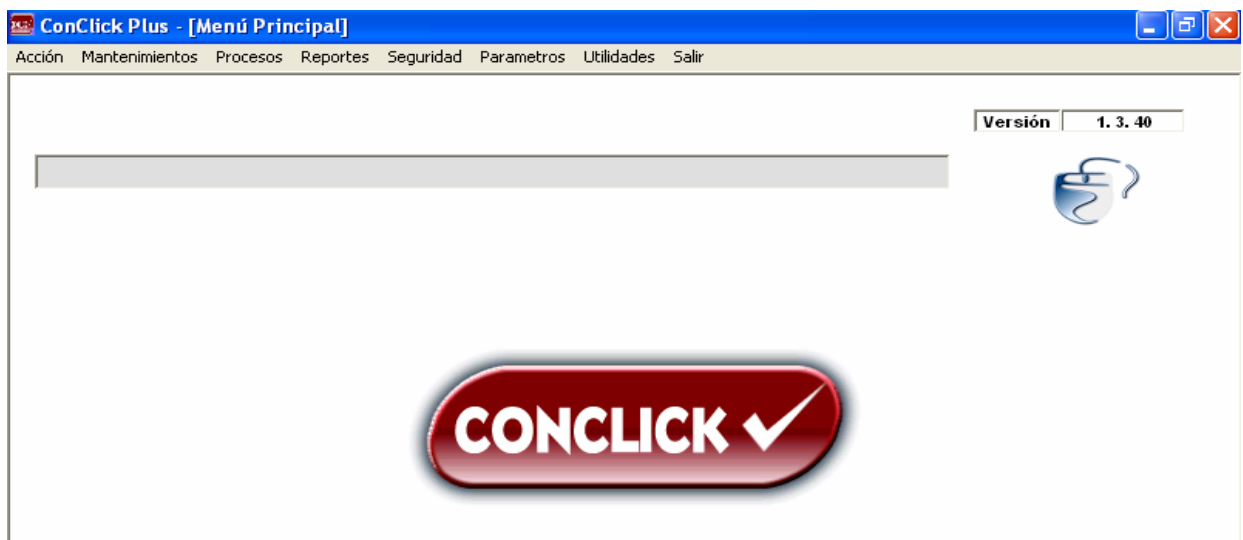 ConClick Plus - [Menú Principal]
Acción Mantenimientos Procesos Reportes Seguridad Parametros Utilidades Salir
Versión 1. 3. 40
CONCLICK